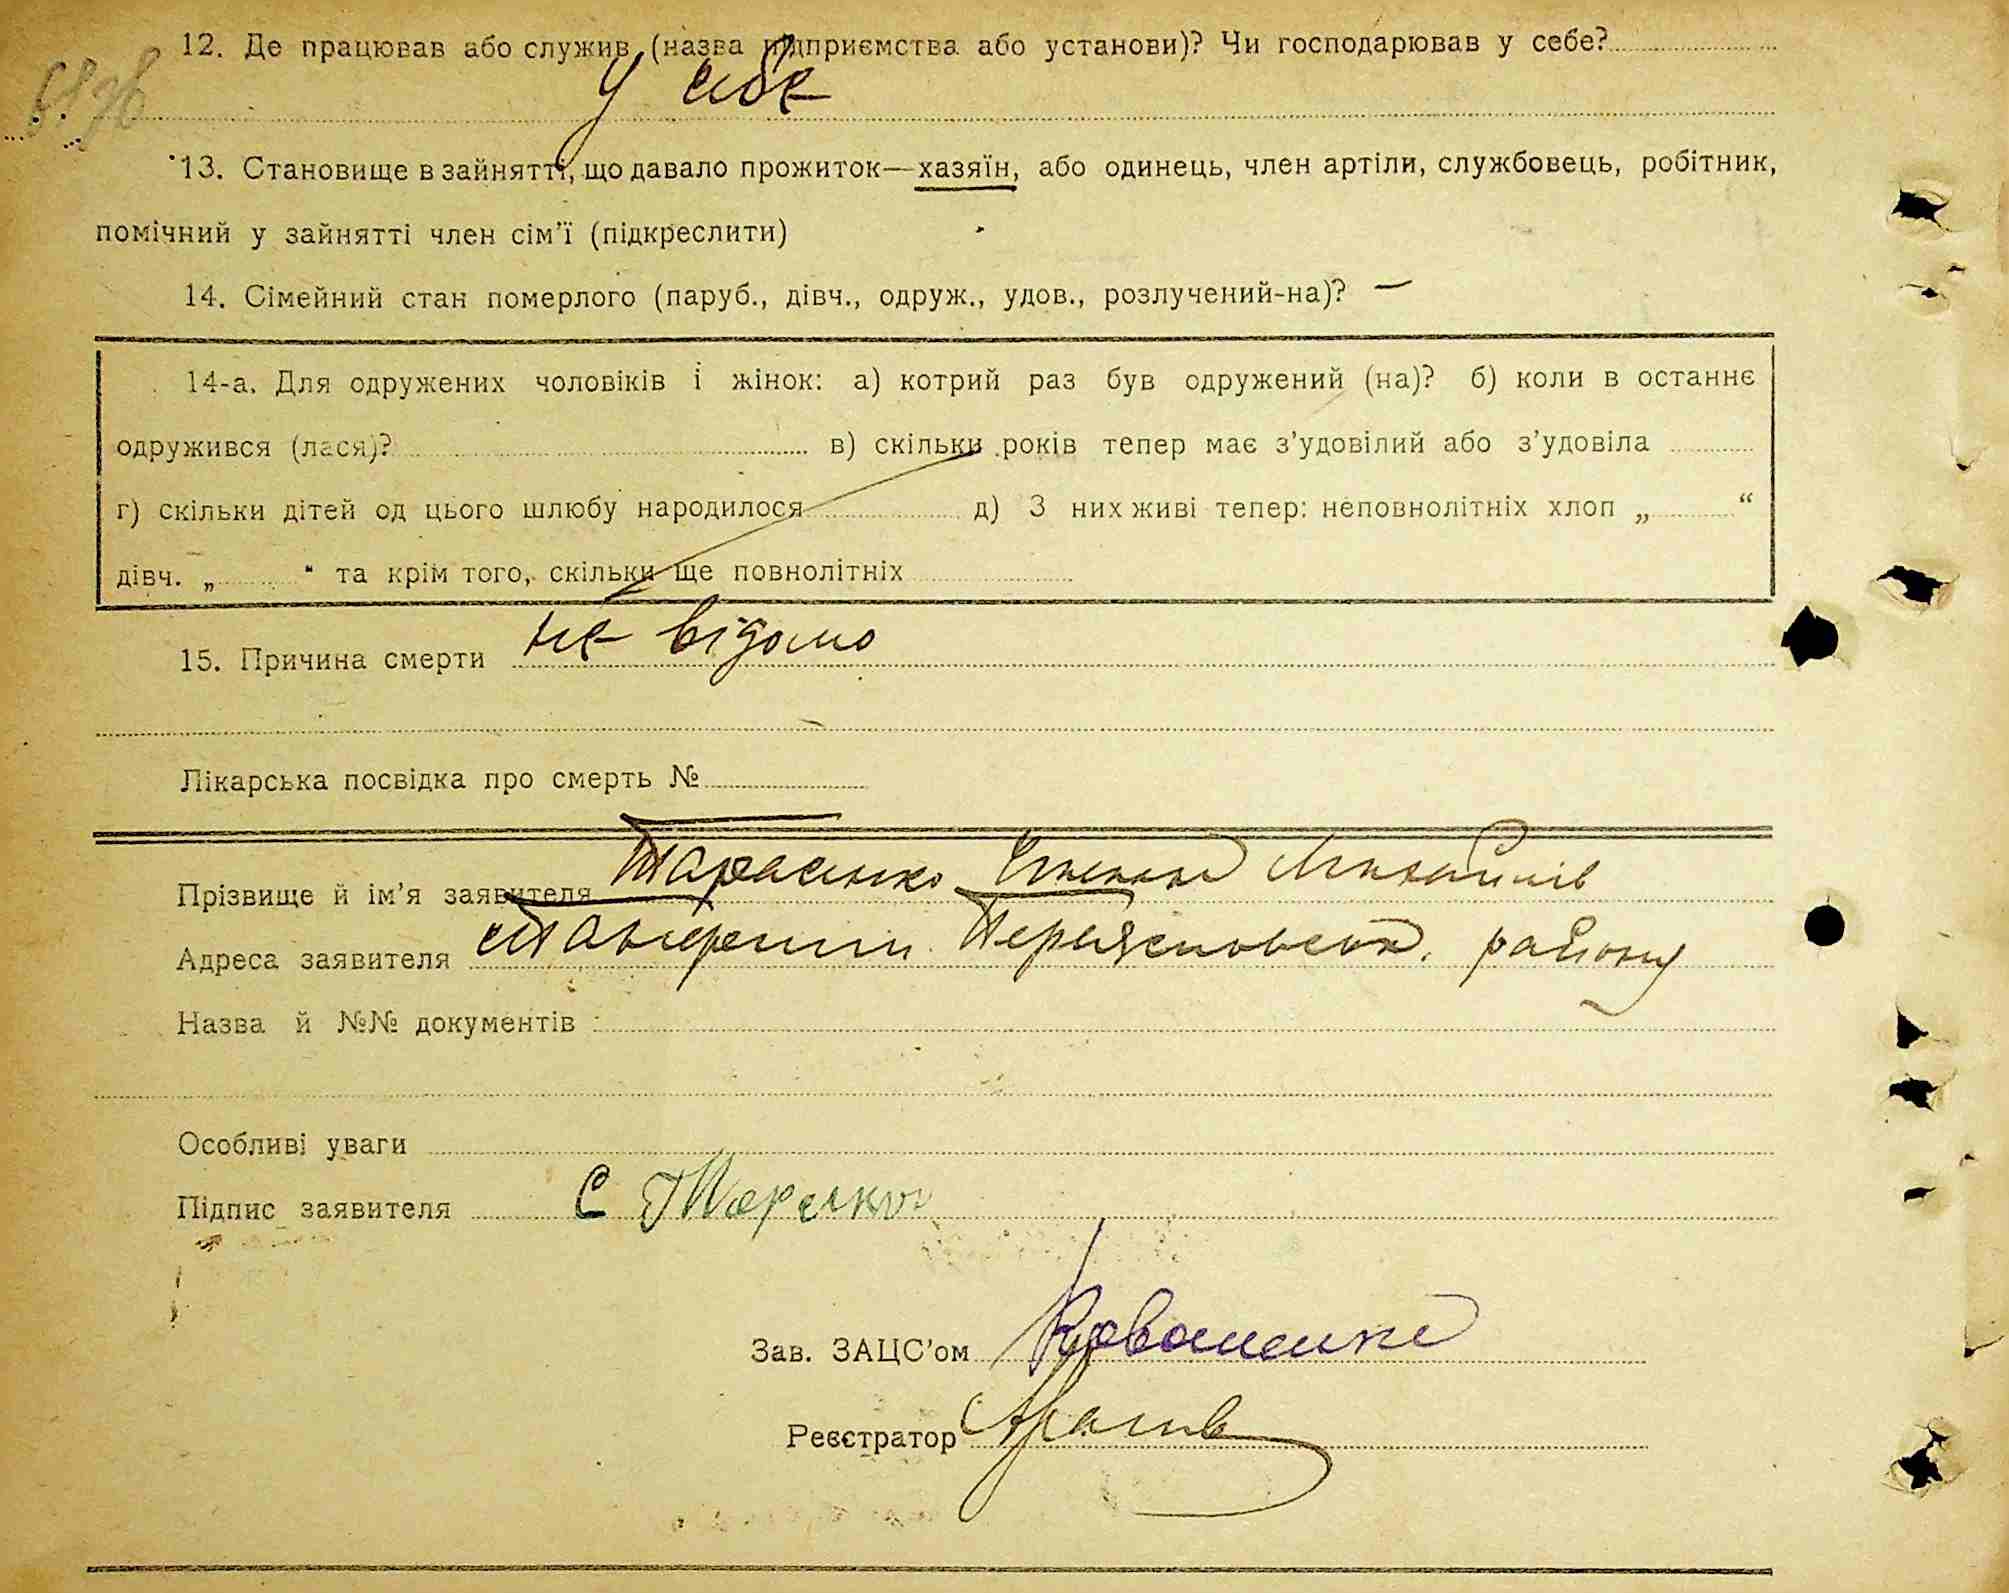 12. Де працював або служив (назва підприємства або установи)? Чи господарював у себе?
У себе
13. Становище в зайнятті, що давало прожиток—хазяїн, або одинець, член артіли, службовець, робітник,
помічний у зайнятті член сім'ї (підкреслити)
14. Сімейний стан померлого (паруб., дівч., одруж., удов., розлучений-на)? —
14-а. Для одружених чоловіків і жінок: а) котрий раз був одружений (на)? б) коли в останнє
одружився (лася)? в) скільки років тепер має з'удовілий або з'удовіла
г) скільки дітей од цього шлюбу народилося д) З них живі тепер: неповнолітніх хлоп „ “
дівч. „ “ та крім того, скільки ще повнолітніх
15. Причина смерти не відомо
Лікарська посвідка про смерть №
Прізвище й ім'я заявителя Тарасенко
Адреса заявителя району
Назва й №№ документів
Особливі уваги
Підпис заявителя С
Зав. ЗАЦС'ом Коваленко
Реєстратор